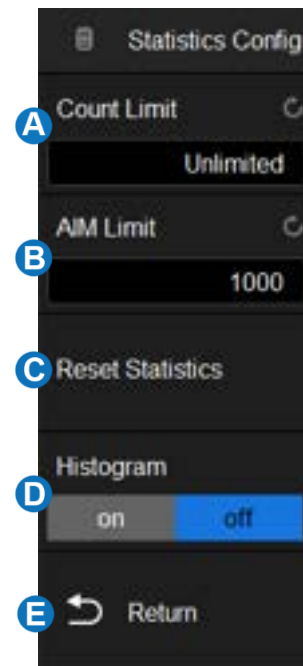 Statistics Config
A
Count Limit
Unlimited
B
AIM Limit
1000
C
Reset Statistics
Histogram
D
on off
E
Return